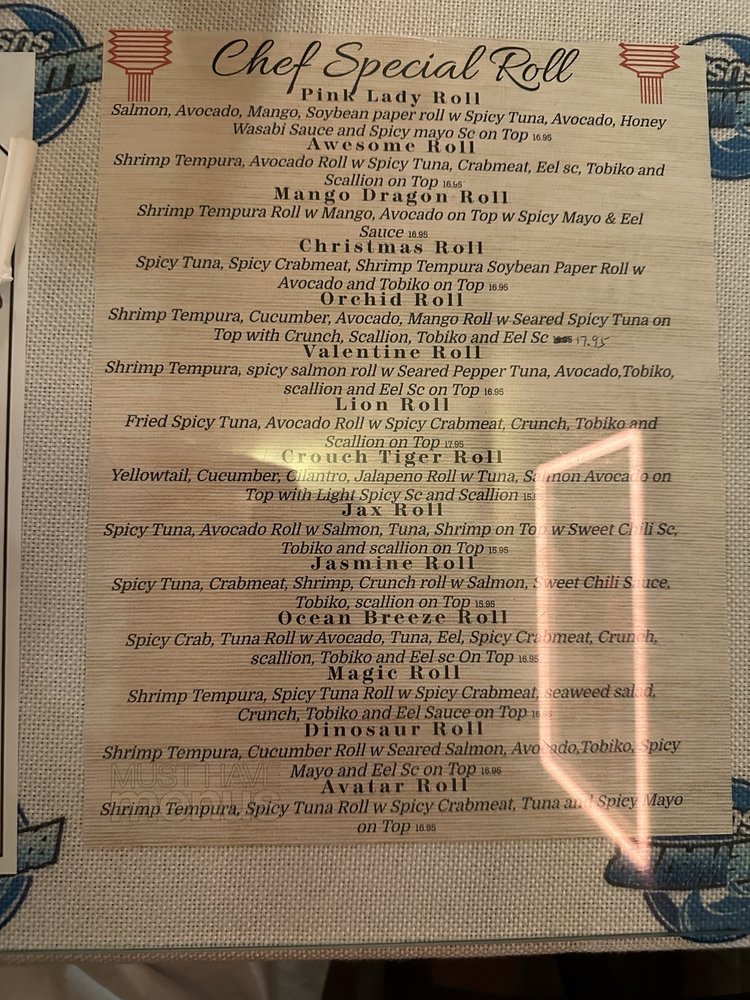 Chef Special Roll
Pink Lady Roll
Salmon, Avocado, Mango, Soybean paper roll w Spicy Tuna, Avocado, Honey
Wasabi Sauce and Spicy mayo Sc on Top 16.95
Awesome Roll
Shrimp Tempura, Avocado Roll w Spicy Tuna, Crabmeat, Eel sc, Tobiko and
Scallion on Top 16.95
Mango Dragon Roll
Shrimp Tempura Roll w Mango, Avocado on Top w Spicy Mayo & Eel
Sauce 16.95
Christmas Roll
Spicy Tuna, Spicy Crabmeat, Shrimp Tempura Soybean Paper Roll w
Avocado and Tobiko on Top 16.95
Orchid Roll
Shrimp Tempura, Cucumber, Avocado, Mango Roll w Seared Spicy Tuna on
Top with Crunch, Scallion, Tobiko and Eel Sc 17.95
Valentine Roll
Shrimp Tempura, spicy salmon roll w Seared Pepper Tuna, Avocado,Tobiko,
scallion and Eel Sc on Top 16.95
Lion Roll
Fried Spicy Tuna, Avocado Roll w Spicy Crabmeat, Crunch, Tobiko and
Scallion on Top 17.95
Crouch Tiger Roll
Yellowtail, Cucumber, Cilantro, Jalapeno Roll w Tuna, Salmon Avocado on
Top with Light Spicy Sc and Scallion
Jax Roll
Spicy Tuna, Avocado Roll w Salmon, Tuna, Shrimp on Top w Sweet Chili Sc,
Tobiko and scallion on Top 15.95
Jasmine Roll
Spicy Tuna, Crabmeat, Shrimp, Crunch roll w Salmon, Sweet Chili Sauce,
Tobiko, scallion on Top 15.95
Ocean Breeze Roll
Spicy Crab, Tuna Roll w Avocado, Tuna, Eel, Spicy Crabmeat, Crunch,
scallion, Tobiko and Eel sc On Top 16.95
Magic Roll
Shrimp Tempura, Spicy Tuna Roll w Spicy Crabmeat, seaweed salad,
Crunch, Tobiko and Eel Sauce on Top
Dinosaur Roll
Shrimp Tempura, Cucumber Roll w Seared Salmon, Avocado,Tobiko, Spicy
Mayo and Eel Sc on Top 16.95
Avatar Roll
Shrimp Tempura, Spicy Tuna Roll w Spicy Crabmeat, Tuna and Spicy Mayo
on Top 16.95
MUST HAVE
menus